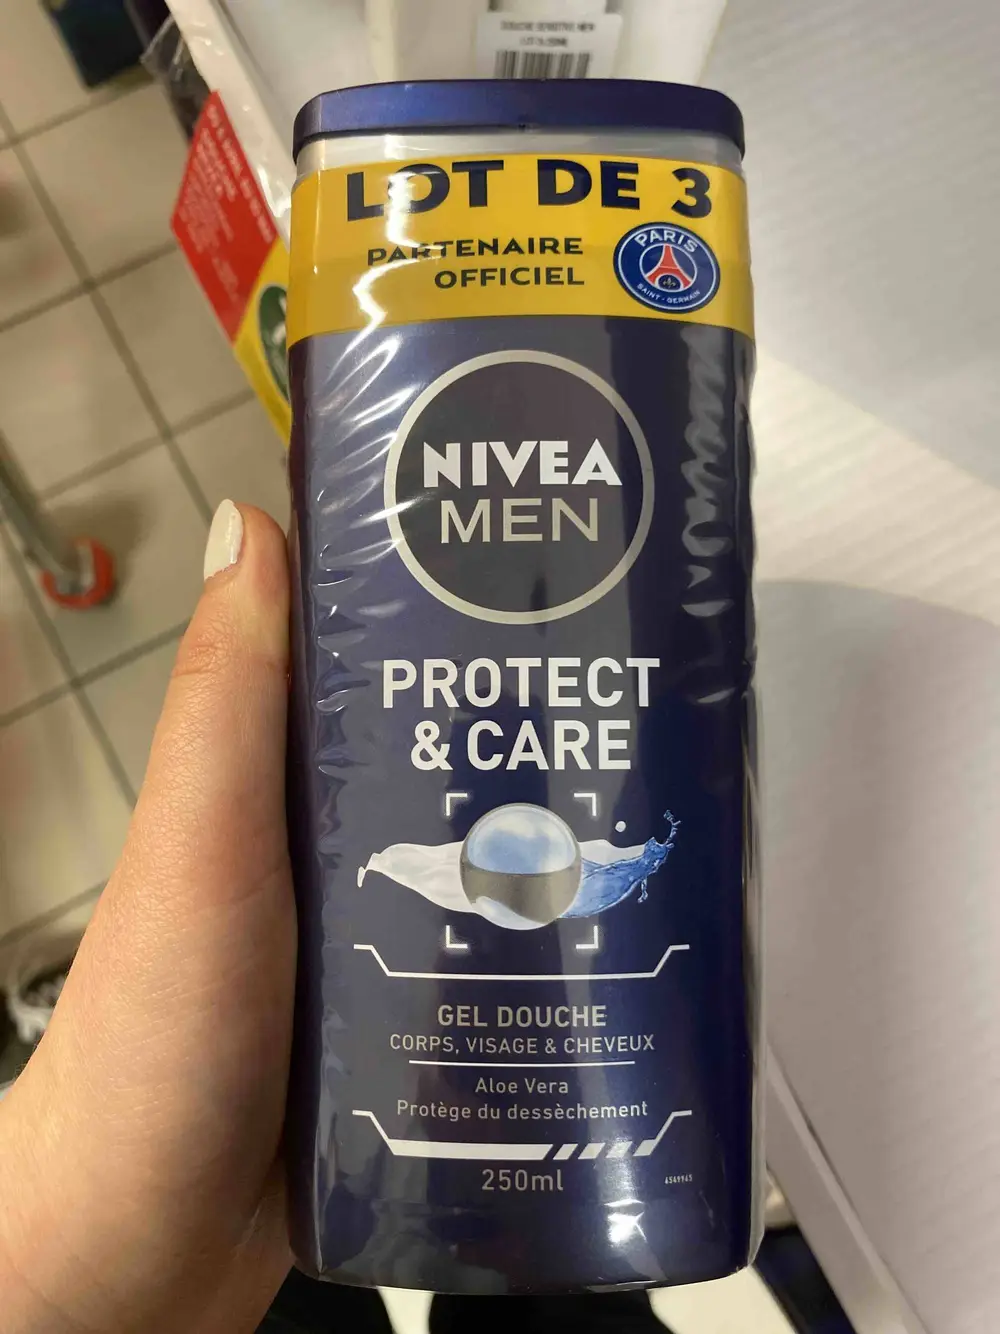 LOT DE 3
PARTENAIRE
OFFICIEL
PARIS
SAINT-GERMAIN
NIVEA
MEN
PROTECT
& CARE
GEL DOUCHE
CORPS, VISAGE & CHEVEUX
Aloe Vera
Protège du dessèchement
250ml